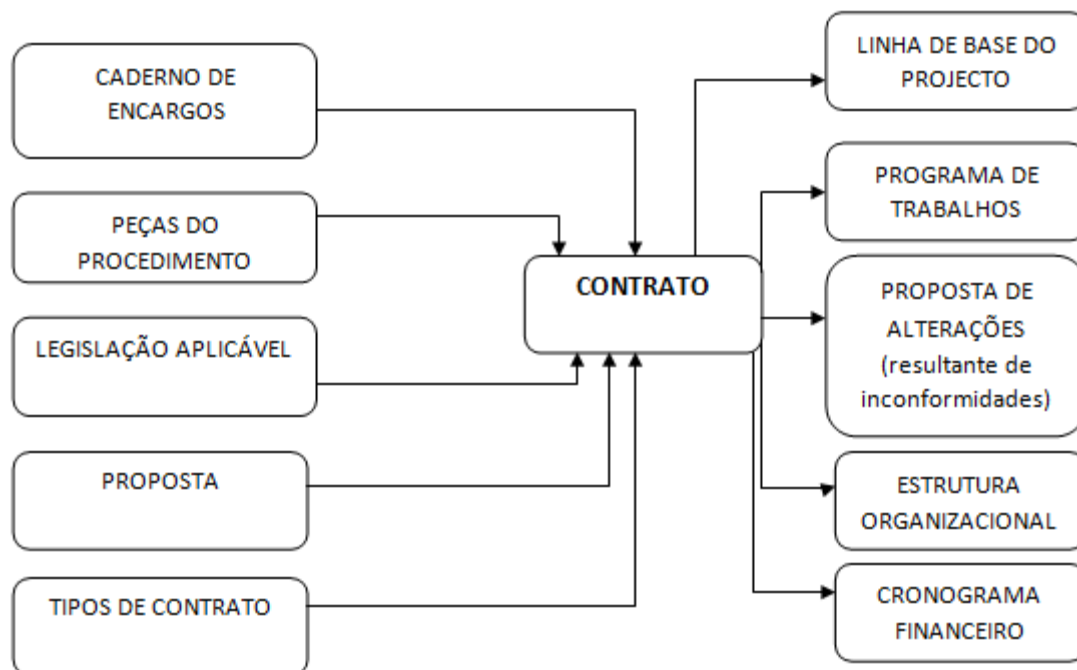 CADERNO DE
ENCARGOS
PEÇAS DO
PROCEDIMENTO
LEGISLAÇÃO APLICÁVEL
PROPOSTA
TIPOS DE CONTRATO
CONTRATO
LINHA DE BASE DO
PROJECTO
PROGRAMA DE
TRABALHOS
PROPOSTA DE
ALTERAÇÕES
(resultante de
inconformidades)
ESTRUTURA
ORGANIZACIONAL
CRONOGRAMA
FINANCEIRO